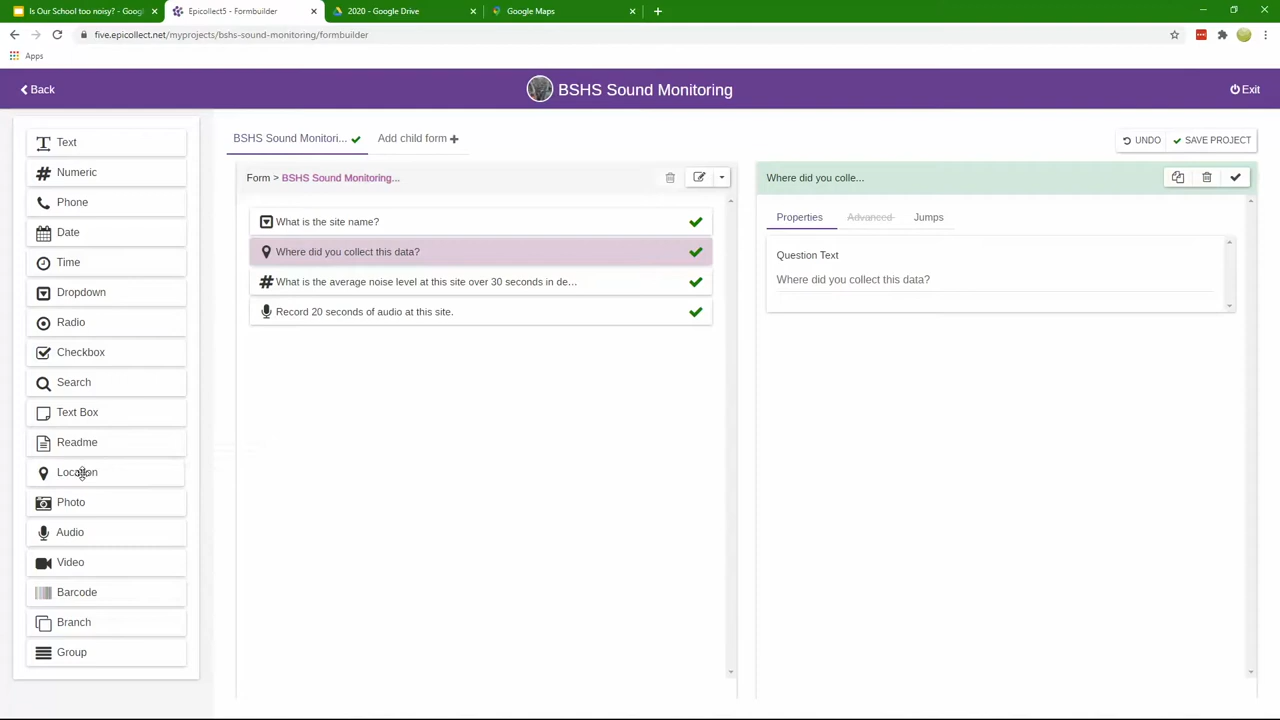 Is Our School too noisy? - Goog
Epicollect5 - Formbuilder
2020 - Google Drive
Google Maps
five.epicollect.net/myprojects/bshs-sound-monitoring/formbuilder
Apps
Back
BSHS Sound Monitoring
Exit
Text
Numeric
Phone
Date
Time
Dropdown
Radio
Checkbox
Search
Text Box
Readme
Location
Photo
Audio
Video
Barcode
Branch
Group
BSHS Sound Monitori...
Add child form
UNDO
SAVE PROJECT
Form > BSHS Sound Monitoring...
What is the site name?
Where did you collect this data?
What is the average noise level at this site over 30 seconds in de...
Record 20 seconds of audio at this site.
Where did you colle...
Properties
Advanced
Jumps
Question Text
Where did you collect this data?